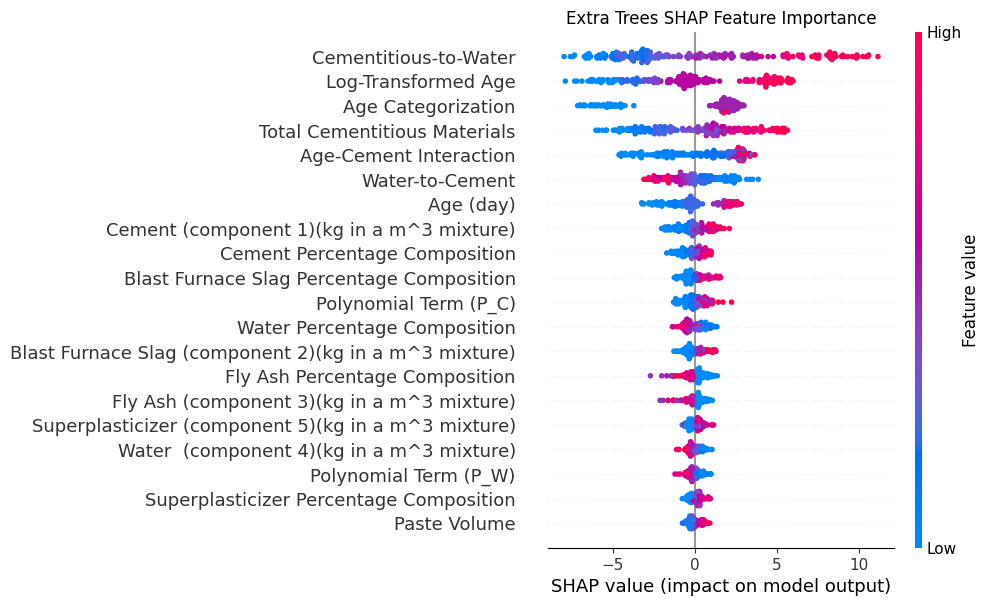 Extra Trees SHAP Feature Importance
High
Cementitious-to-Water
Log-Transformed Age
Age Categorization
Total Cementitious Materials
Age-Cement Interaction
Water-to-Cement
Age (day)
Cement (component 1)(kg in a m^3 mixture)
Cement Percentage Composition
Blast Furnace Slag Percentage Composition
Polynomial Term (P_C)
Water Percentage Composition
Blast Furnace Slag (component 2)(kg in a m^3 mixture)
Fly Ash Percentage Composition
Fly Ash (component 3)(kg in a m^3 mixture)
Superplasticizer (component 5)(kg in a m^3 mixture)
Water  (component 4)(kg in a m^3 mixture)
Polynomial Term (P_W)
Superplasticizer Percentage Composition
Paste Volume
Feature value
Low
−5 0 5 10
SHAP value (impact on model output)